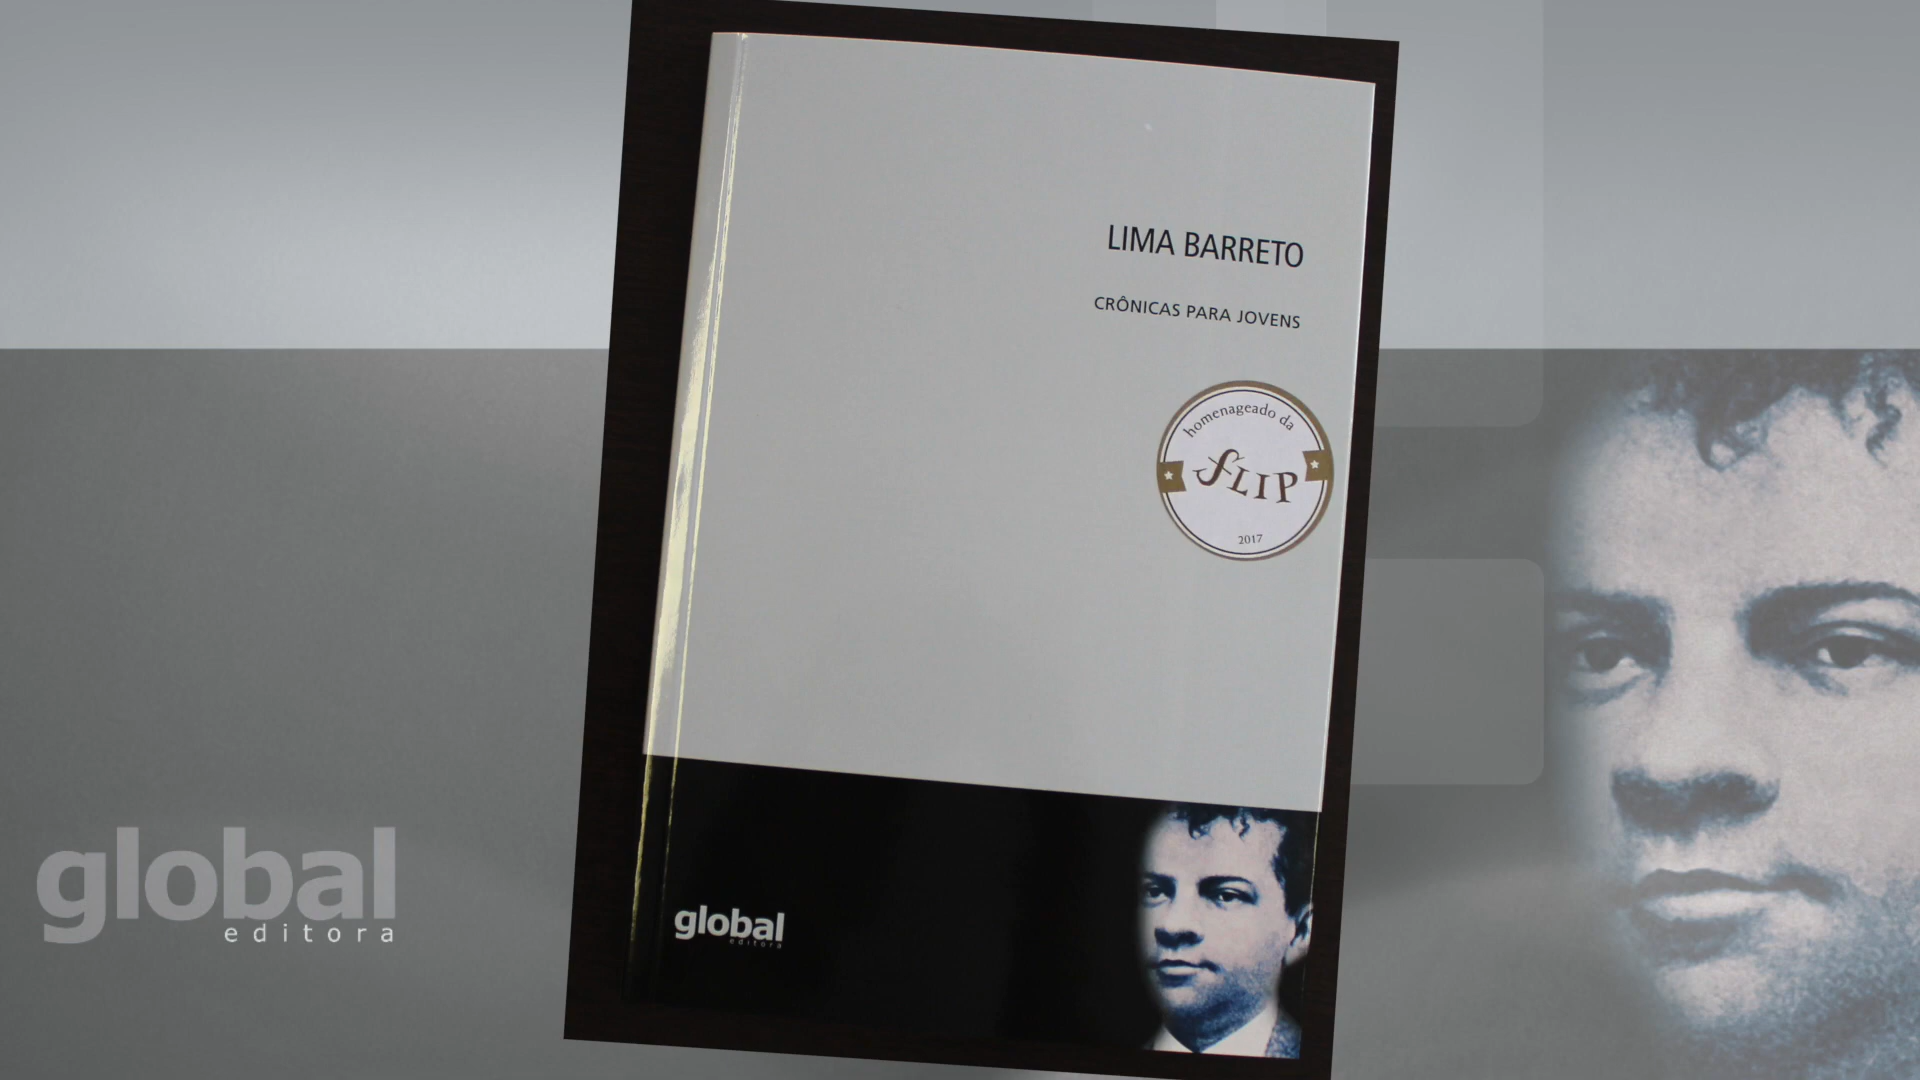 LIMA BARRETO
CRÔNICAS PARA JOVENS
homenageado da
FLIP
2017
global
editora
global
editora